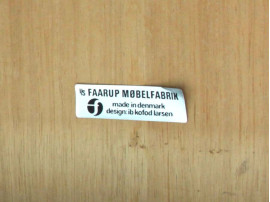 I/S FAARUP MØBELFABRIK
made in denmark
design: ib kofod larsen